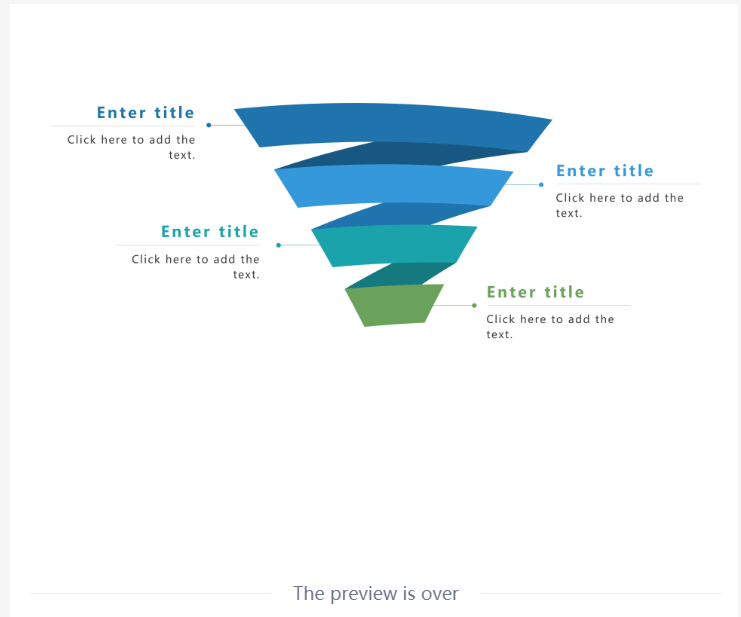 Enter title
Click here to add the
text.
Enter title
Click here to add the
text.
Enter title
Click here to add the
text.
Enter title
Click here to add the
text.
The preview is over